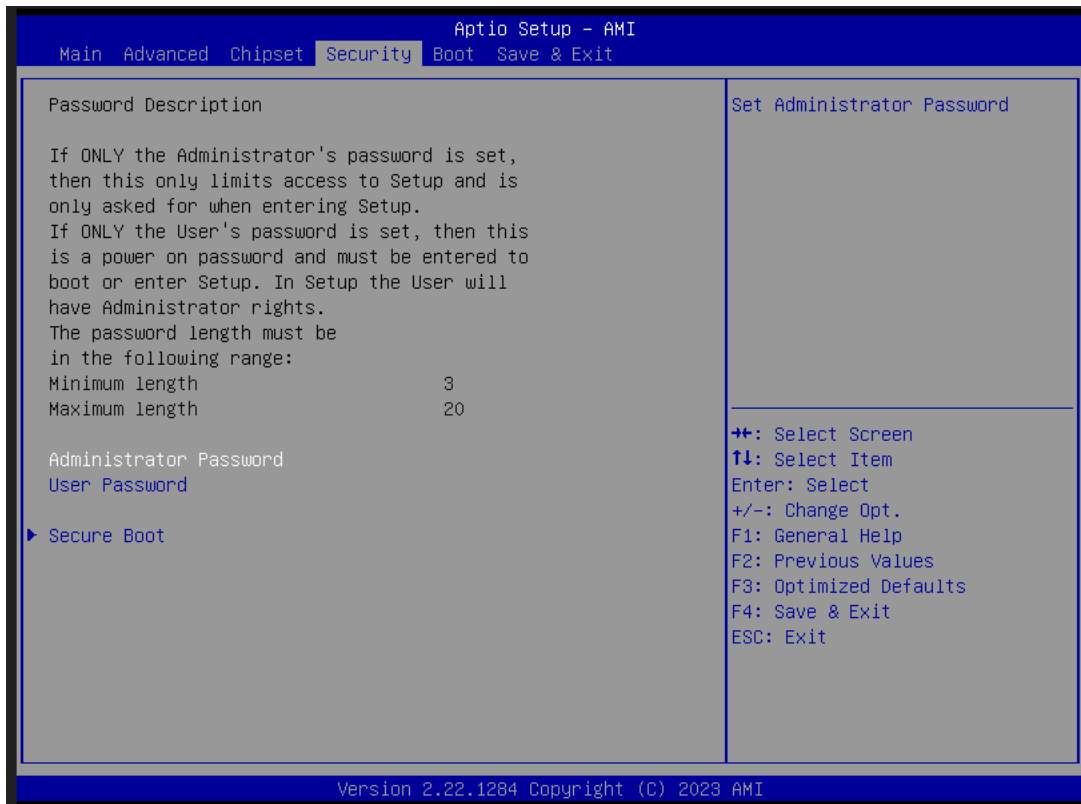 Aptio Setup – AMI
Main Advanced Chipset Security Boot Save & Exit
Password Description
If ONLY the Administrator's password is set,
then this only limits access to Setup and is
only asked for when entering Setup.
If ONLY the User's password is set, then this
is a power on password and must be entered to
boot or enter Setup. In Setup the User will
have Administrator rights.
The password length must be
in the following range:
Minimum length 3
Maximum length 20
Administrator Password
User Password
Secure Boot
Set Administrator Password
→←: Select Screen
↑↓: Select Item
Enter: Select
+/-: Change Opt.
F1: General Help
F2: Previous Values
F3: Optimized Defaults
F4: Save & Exit
ESC: Exit
Version 2.22.1284 Copyright (C) 2023 AMI